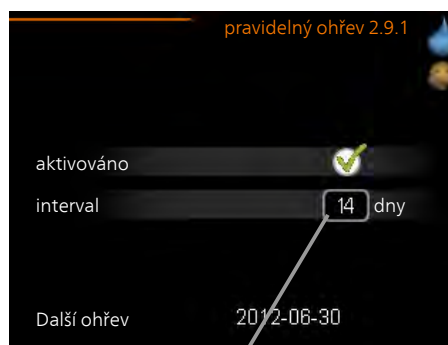 pravidelný ohřev 2.9.1
aktivováno
interval 14 dny
Další ohřev 2012-06-30